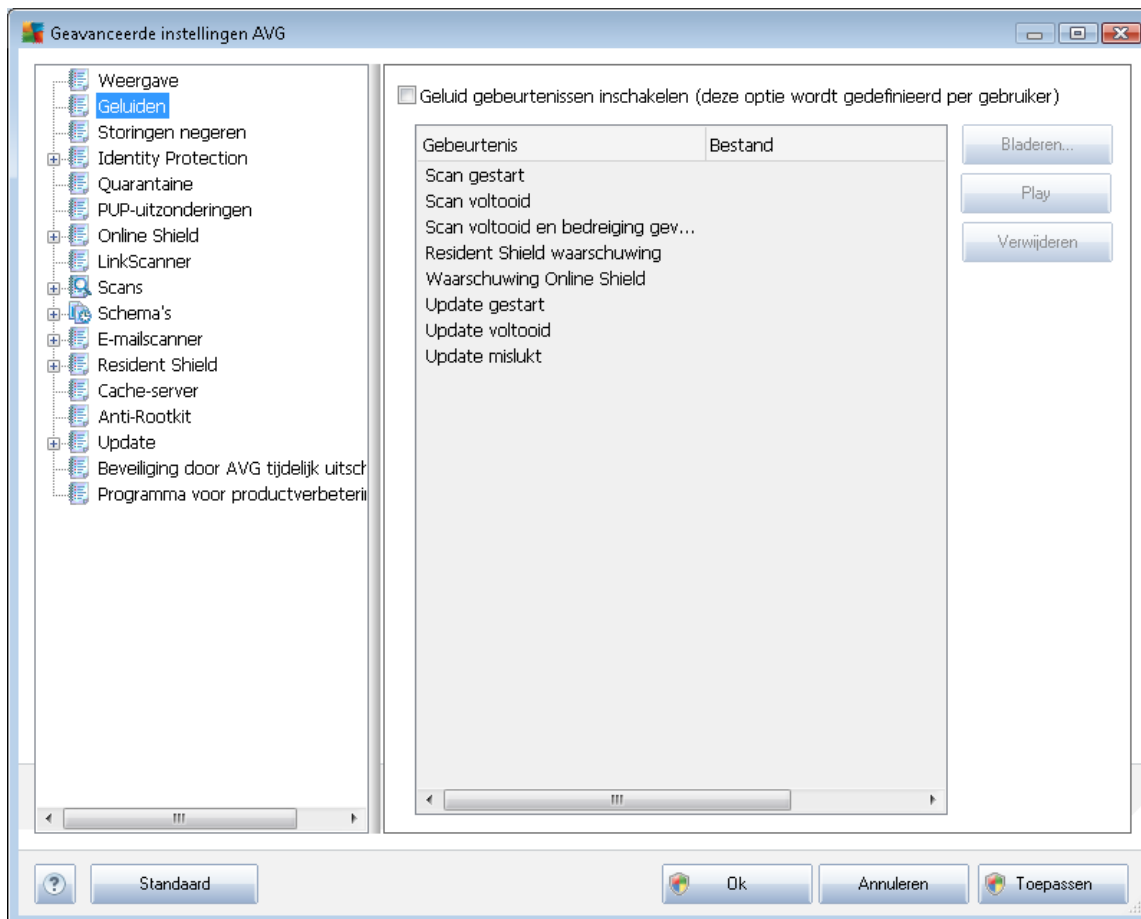 Geavanceerde instellingen AVG
Weergave
Geluiden
Storingen negeren
Identity Protection
Quarantaine
PUP-uitzonderingen
Online Shield
LinkScanner
Scans
Schema's
E-mailscanner
Resident Shield
Cache-server
Anti-Rootkit
Update
Beveiliging door AVG tijdelijk uitsch
Programma voor productverbeterin
Geluid gebeurtenissen inschakelen (deze optie wordt gedefinieerd per gebruiker)
Gebeurtenis Bestand
Scan gestart
Scan voltooid
Scan voltooid en bedreiging gev...
Resident Shield waarschuwing
Waarschuwing Online Shield
Update gestart
Update voltooid
Update mislukt
Bladeren...
Play
Verwijderen
? Standaard Ok Annuleren Toepassen